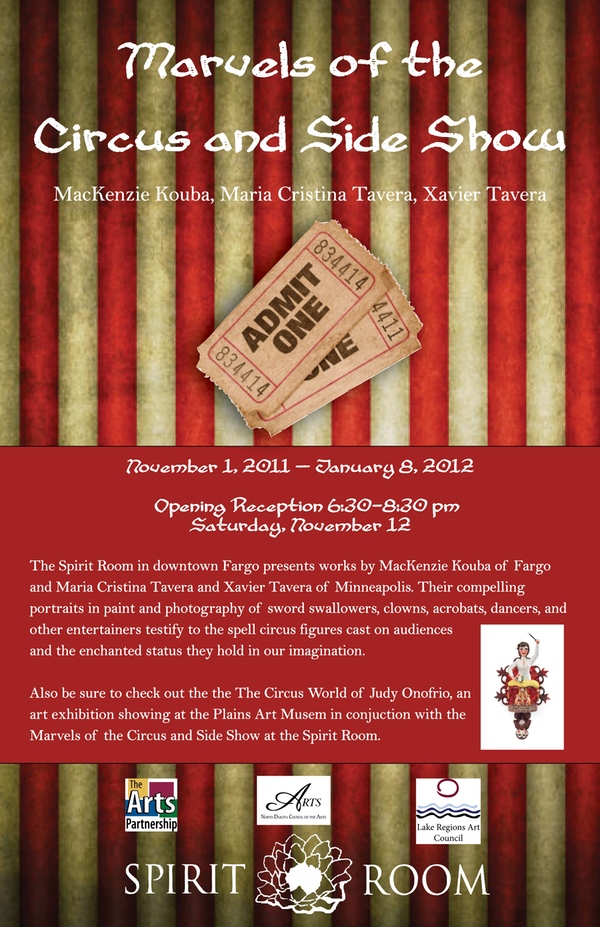 Marvels of the
Circus and Side Show
MacKenzie Kouba, Maria Cristina Tavera, Xavier Tavera
834414
ADMIT
ONE
834414
4411
ONE
November 1, 2011 — January 8, 2012
Opening Reception 6:30-8:30 pm
Saturday, November 12
The Spirit Room in downtown Fargo presents works by MacKenzie Kouba of Fargo
and Maria Cristina Tavera and Xavier Tavera of Minneapolis. Their compelling
portraits in paint and photography of sword swallowers, clowns, acrobats, dancers, and
other entertainers testify to the spell circus figures cast on audiences
and the enchanted status they hold in our imagination.
Also be sure to check out the the The Circus World of Judy Onofrio, an
art exhibition showing at the Plains Art Musem in conjuction with the
Marvels of the Circus and Side Show at the Spirit Room.
The
Arts
Partnership
ARTS
NORTH DAKOTA COUNCIL ON THE ARTS
Lake Regions Art
Council
SPIRIT ROOM